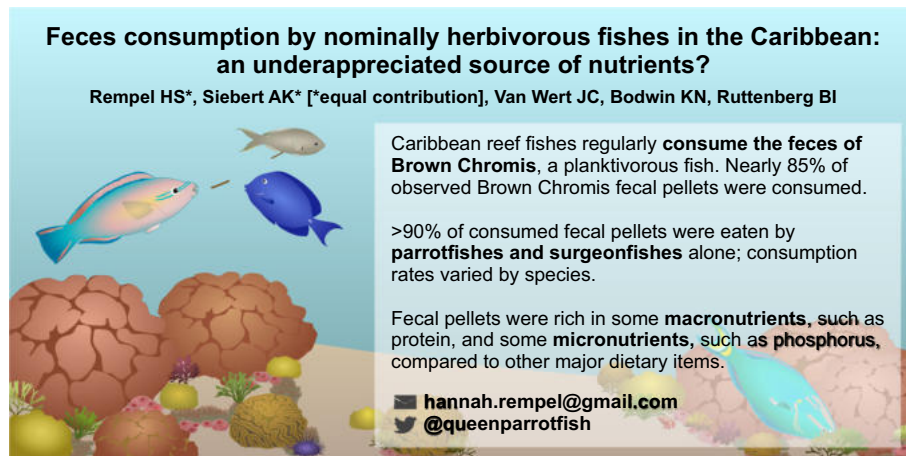 Feces consumption by nominally herbivorous fishes in the Caribbean:
an underappreciated source of nutrients?
Rempel HS*, Siebert AK* [*equal contribution], Van Wert JC, Bodwin KN, Ruttenberg BI
Caribbean reef fishes regularly consume the feces of
Brown Chromis, a planktivorous fish. Nearly 85% of
observed Brown Chromis fecal pellets were consumed.
>90% of consumed fecal pellets were eaten by
parrotfishes and surgeonfishes alone; consumption
rates varied by species.
Fecal pellets were rich in some macronutrients, such as
protein, and some micronutrients, such as phosphorus,
compared to other major dietary items.
hannah.rempel@gmail.com
@queenparrotfish